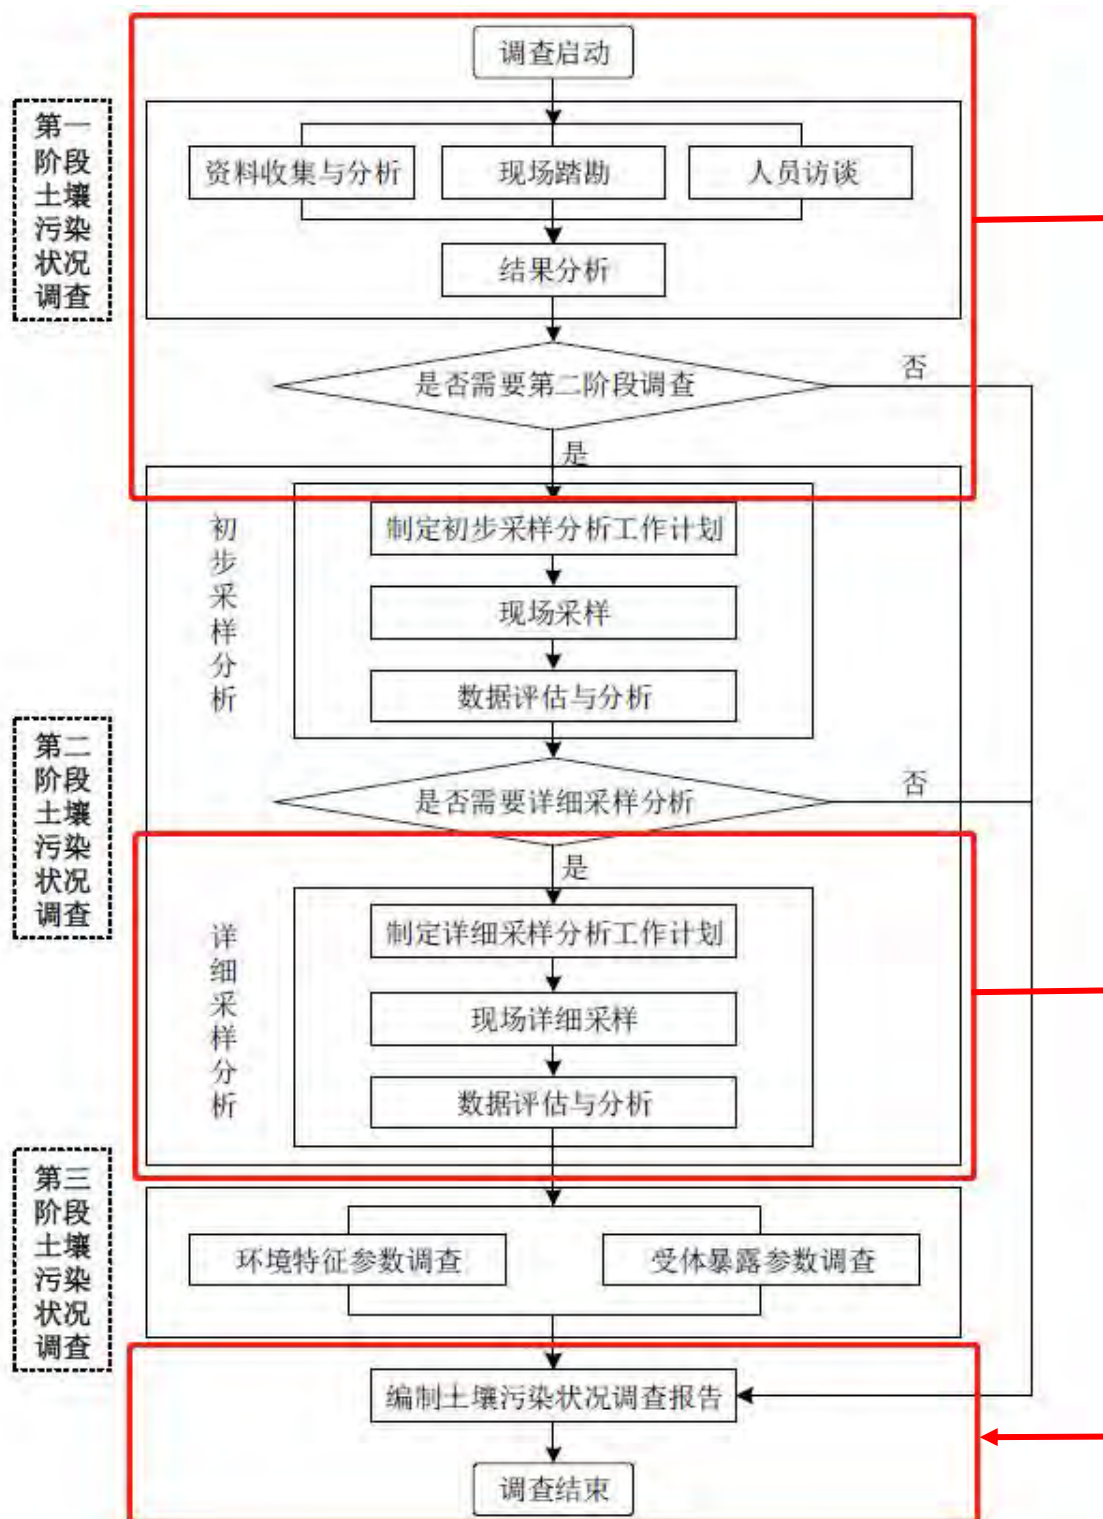 调查启动
第一
阶段
土壤
污染
状况
调查
资料收集与分析
现场踏勘
人员访谈
结果分析
是否需要第二阶段调查
否
是
初步采样分析
制定初步采样分析工作计划
现场采样
数据评估与分析
第二
阶段
土壤
污染
状况
调查
是否需要详细采样分析
否
是
详细采样分析
制定详细采样分析工作计划
现场详细采样
数据评估与分析
第三
阶段
土壤
污染
状况
调查
环境特征参数调查
受体暴露参数调查
编制土壤污染状况调查报告
调查结束